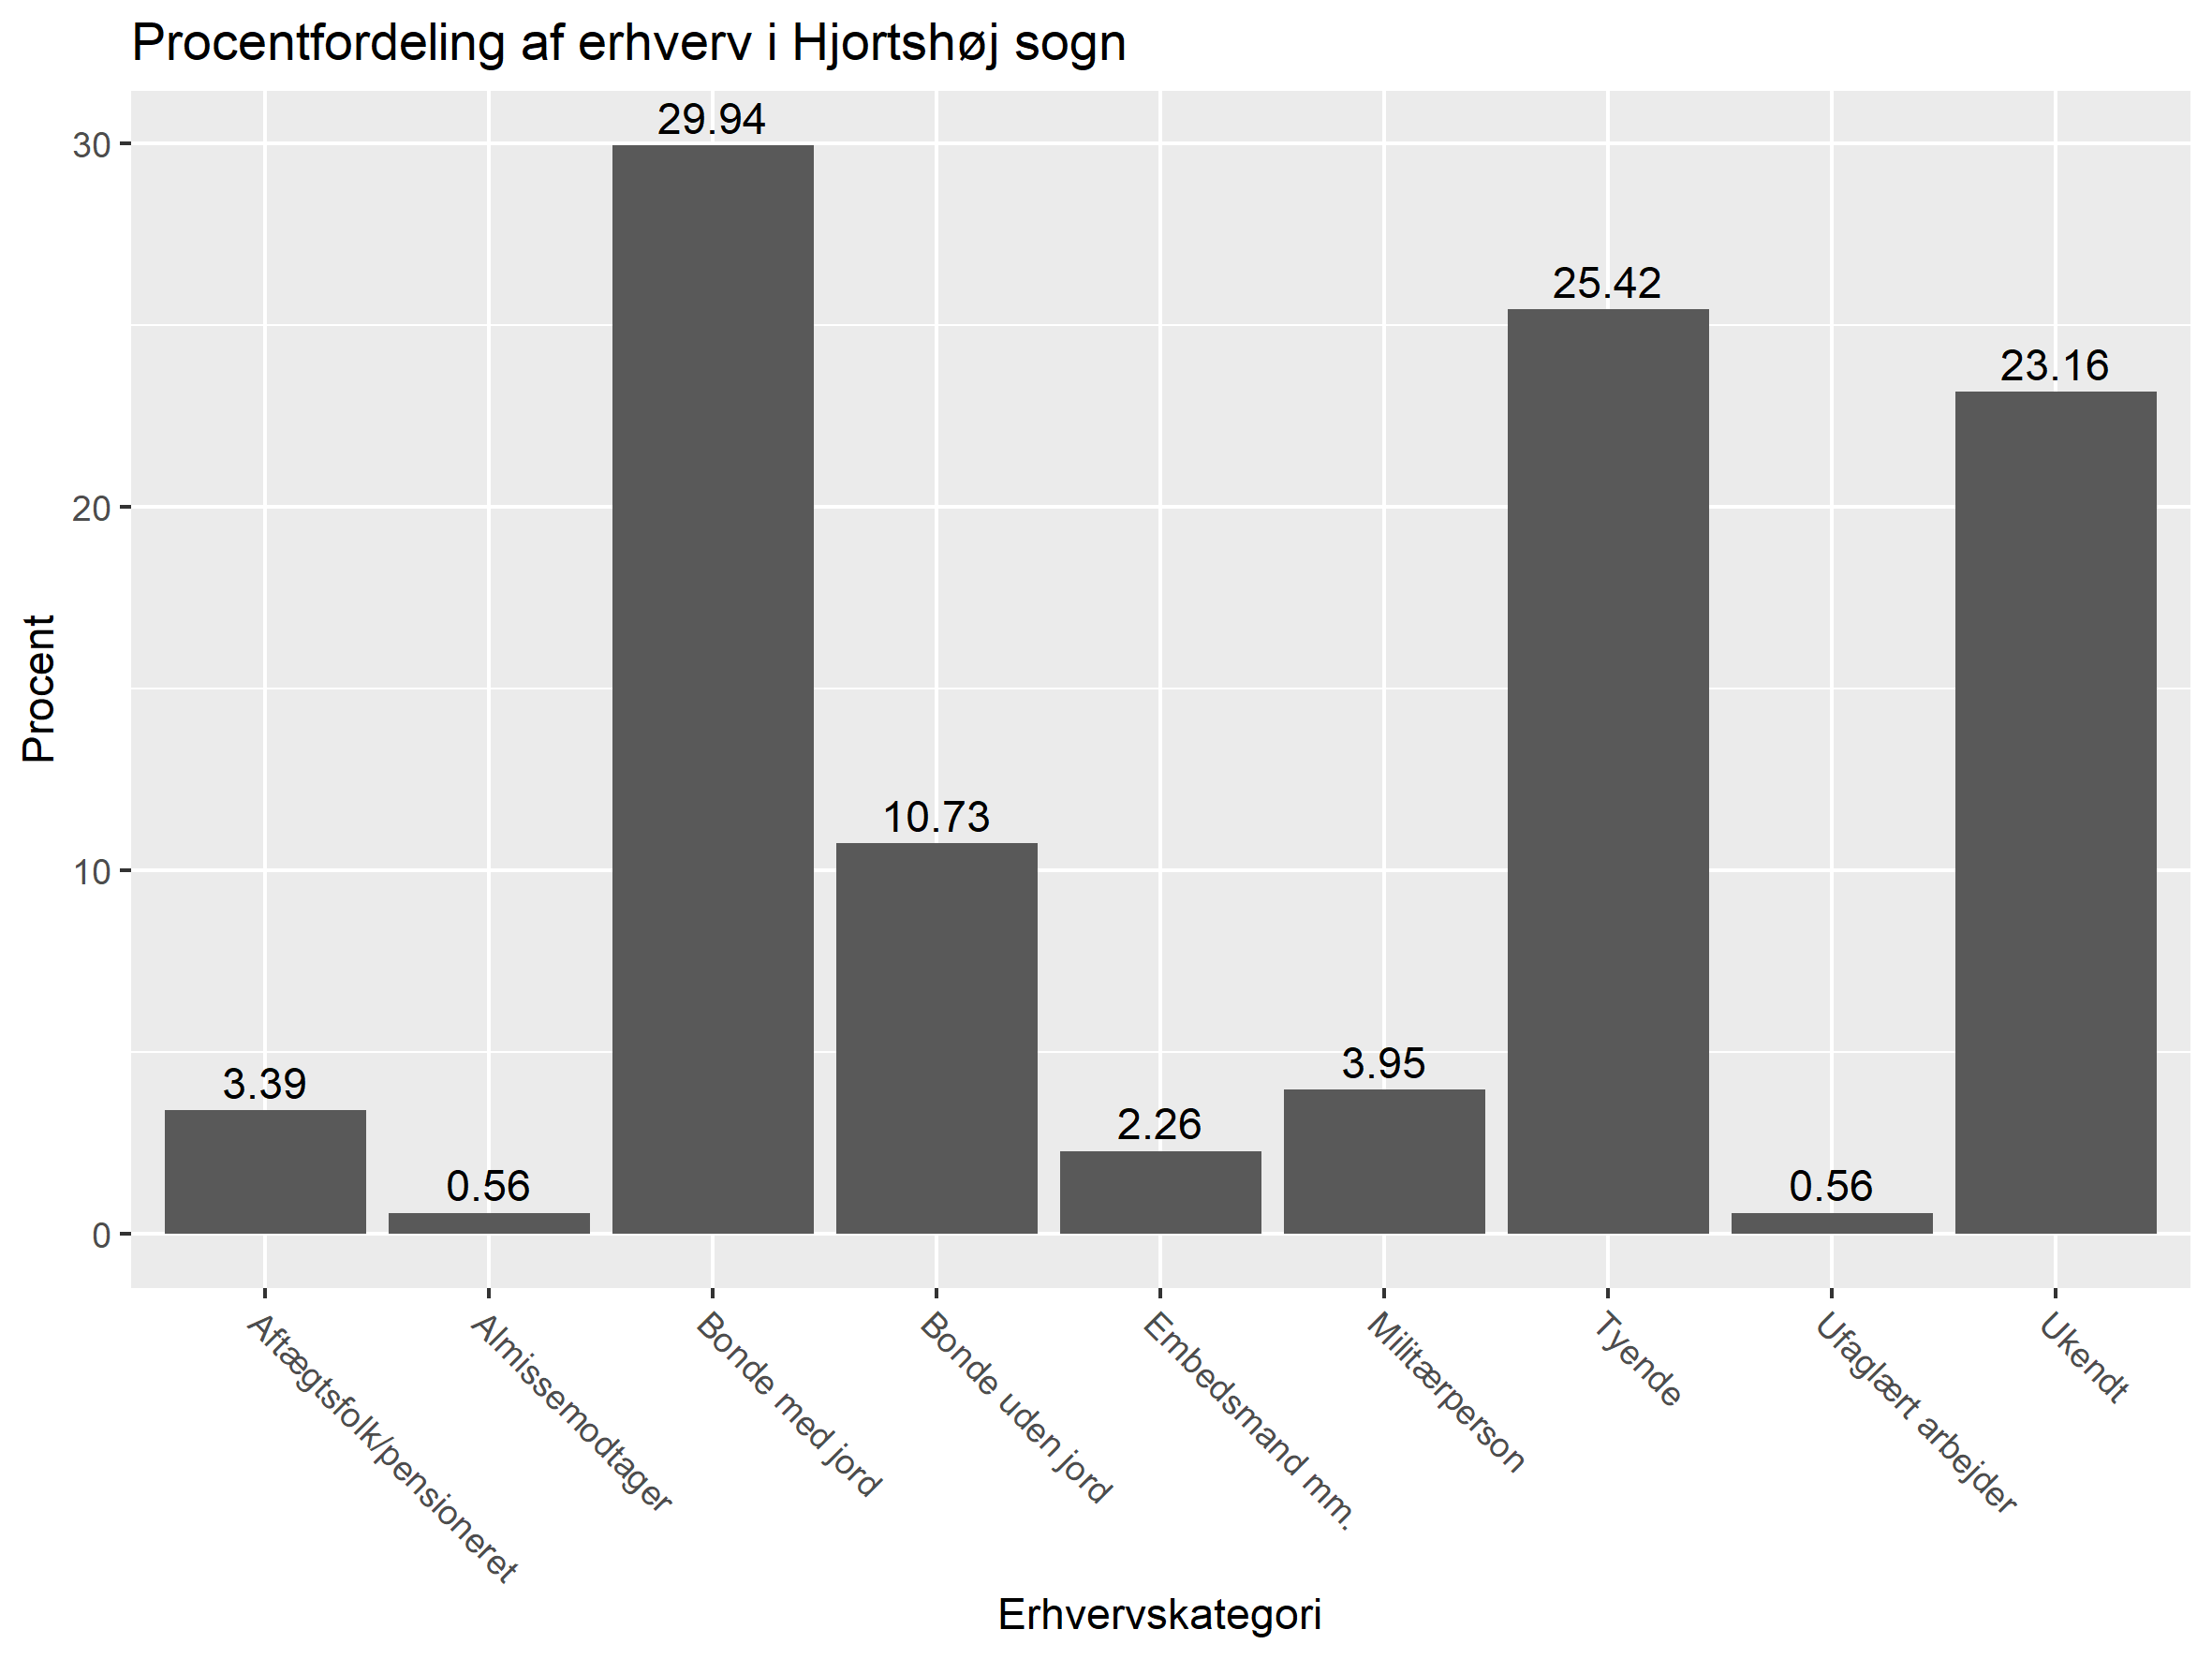 Procentfordeling af erhverv i Hjortshøj sogn
Procent
30
20
10
0
3.39
0.56
29.94
10.73
2.26
3.95
25.42
0.56
23.16
Aftægtsfolk/pensioneret
Almissemodtager
Bonde med jord
Bonde uden jord
Embedsmand mm.
Militærperson
Tyende
Ufaglært arbejder
Ukendt
Erhvervskategori